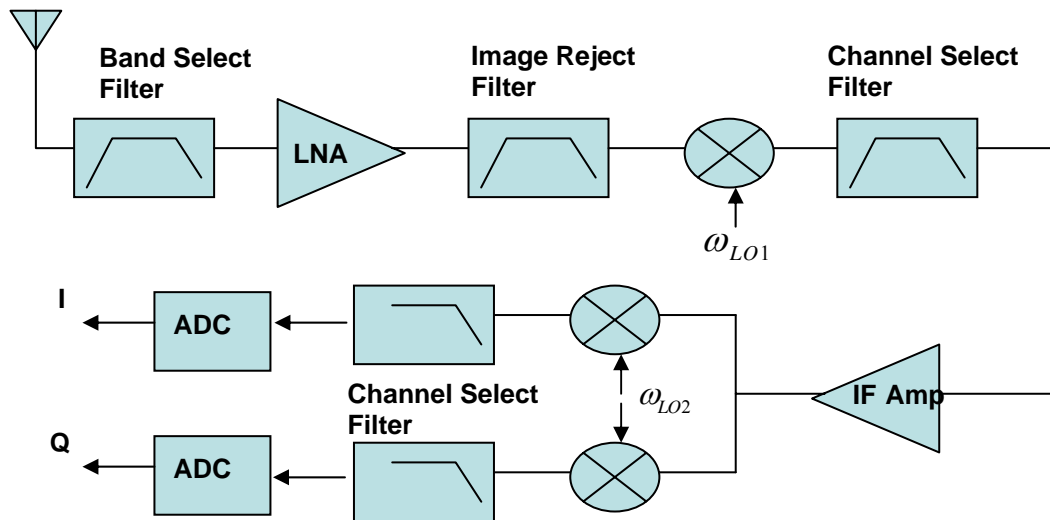 Band Select
Filter
Image Reject
Filter
Channel Select
Filter
LNA
ω_LO1
I
ADC
Channel Select
Filter
ω_LO2
IF Amp
Q
ADC